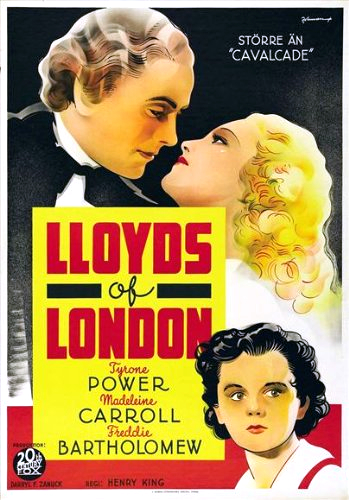 STÖRRE ÄN
"CAVALCADE"
LLOYDS
of
LONDON
Tyrone
POWER
Madeleine
CARROLL
Freddie
BARTHOLOMEW
PRODUKTION:
20th
CENTURY
FOX
DARRYL F. ZANUCK
REGI: HENRY KING